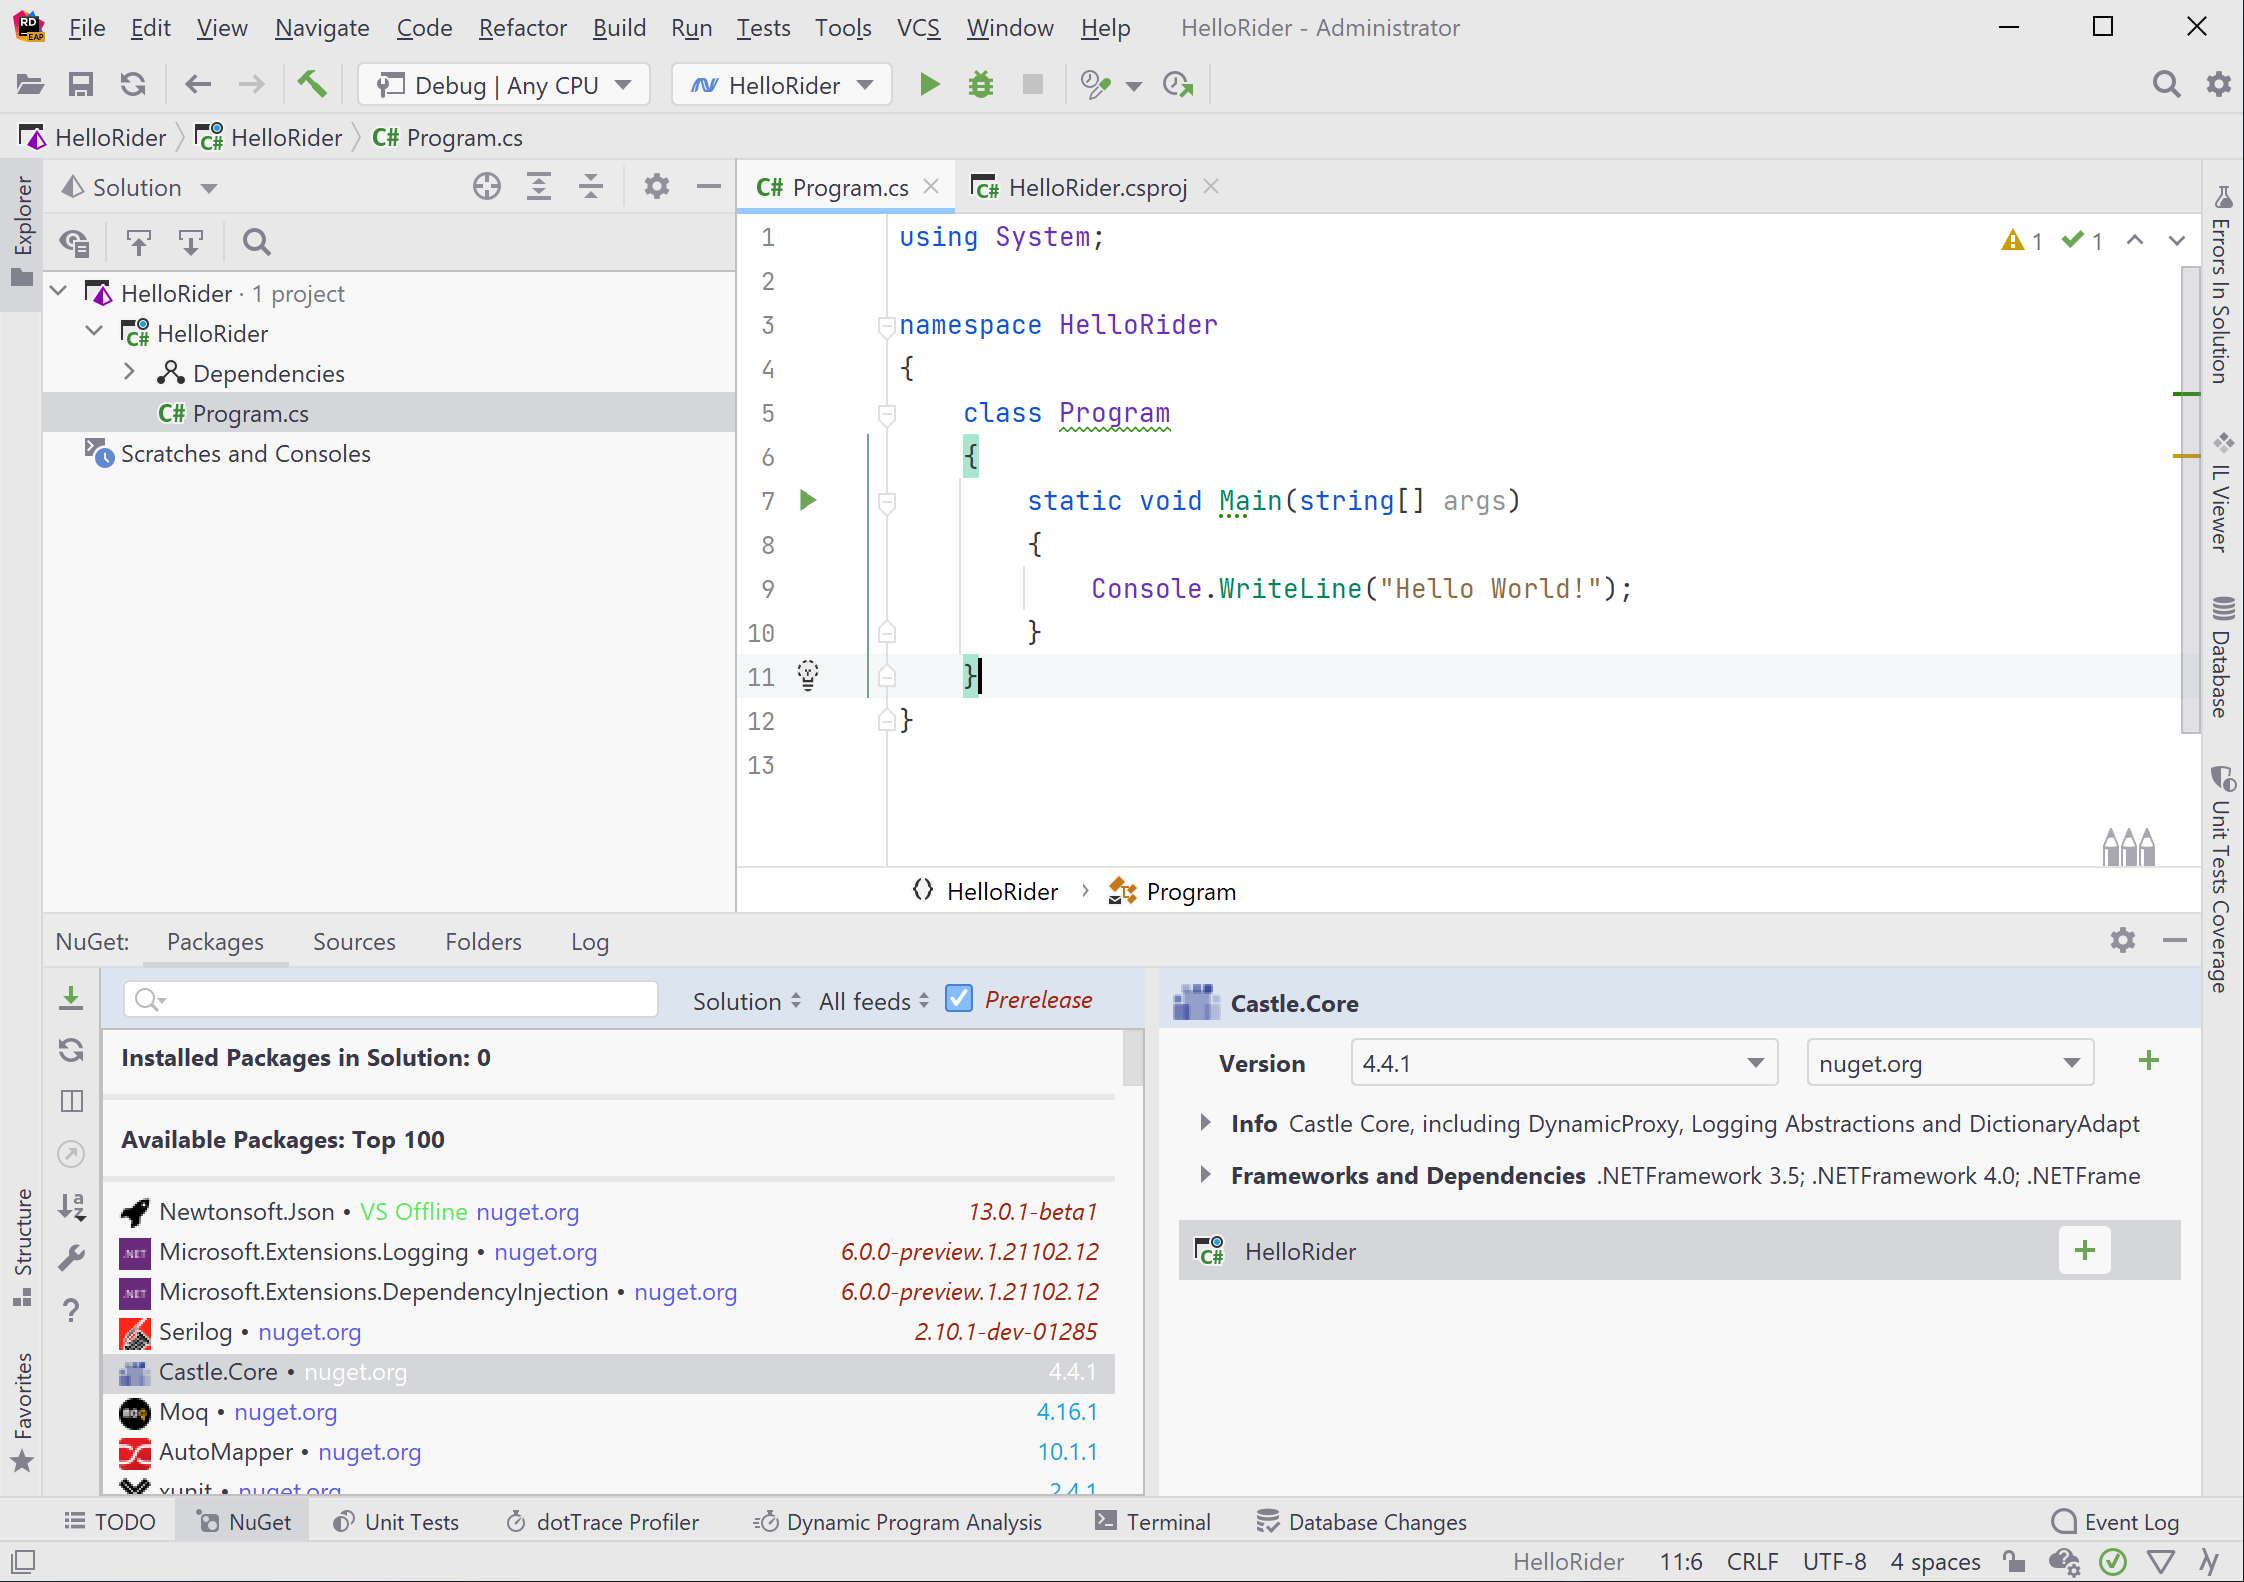 File Edit View Navigate Code Refactor Build Run Tests Tools VCS Window Help HelloRider - Administrator
Debug | Any CPU HelloRider
HelloRider HelloRider C# Program.cs
Explorer
Solution
C# Program.cs HelloRider.csproj
HelloRider · 1 project
HelloRider
Dependencies
C# Program.cs
Scratches and Consoles
1 using System;
1 1
2
3 namespace HelloRider
4 {
5 class Program
6 {
7 static void Main(string[] args)
8 {
9 Console.WriteLine("Hello World!");
10 }
11 }
12 }
13
HelloRider › Program
Errors In Solution
IL Viewer
Database
Unit Tests Coverage
NuGet: Packages Sources Folders Log
Solution All feeds Prerelease
Installed Packages in Solution: 0
Available Packages: Top 100
Newtonsoft.Json • VS Offline nuget.org 13.0.1-beta1
Microsoft.Extensions.Logging • nuget.org 6.0.0-preview.1.21102.12
Microsoft.Extensions.DependencyInjection • nuget.org 6.0.0-preview.1.21102.12
Serilog • nuget.org 2.10.1-dev-01285
Castle.Core • nuget.org 4.4.1
Moq • nuget.org 4.16.1
AutoMapper • nuget.org 10.1.1
xunit • nuget.org 2.4.1
Castle.Core
Version 4.4.1 nuget.org
Info Castle Core, including DynamicProxy, Logging Abstractions and DictionaryAdapt
Frameworks and Dependencies .NETFramework 3.5; .NETFramework 4.0; .NETFrame
HelloRider
Structure
Favorites
TODO NuGet Unit Tests dotTrace Profiler Dynamic Program Analysis Terminal Database Changes Event Log
HelloRider 11:6 CRLF UTF-8 4 spaces